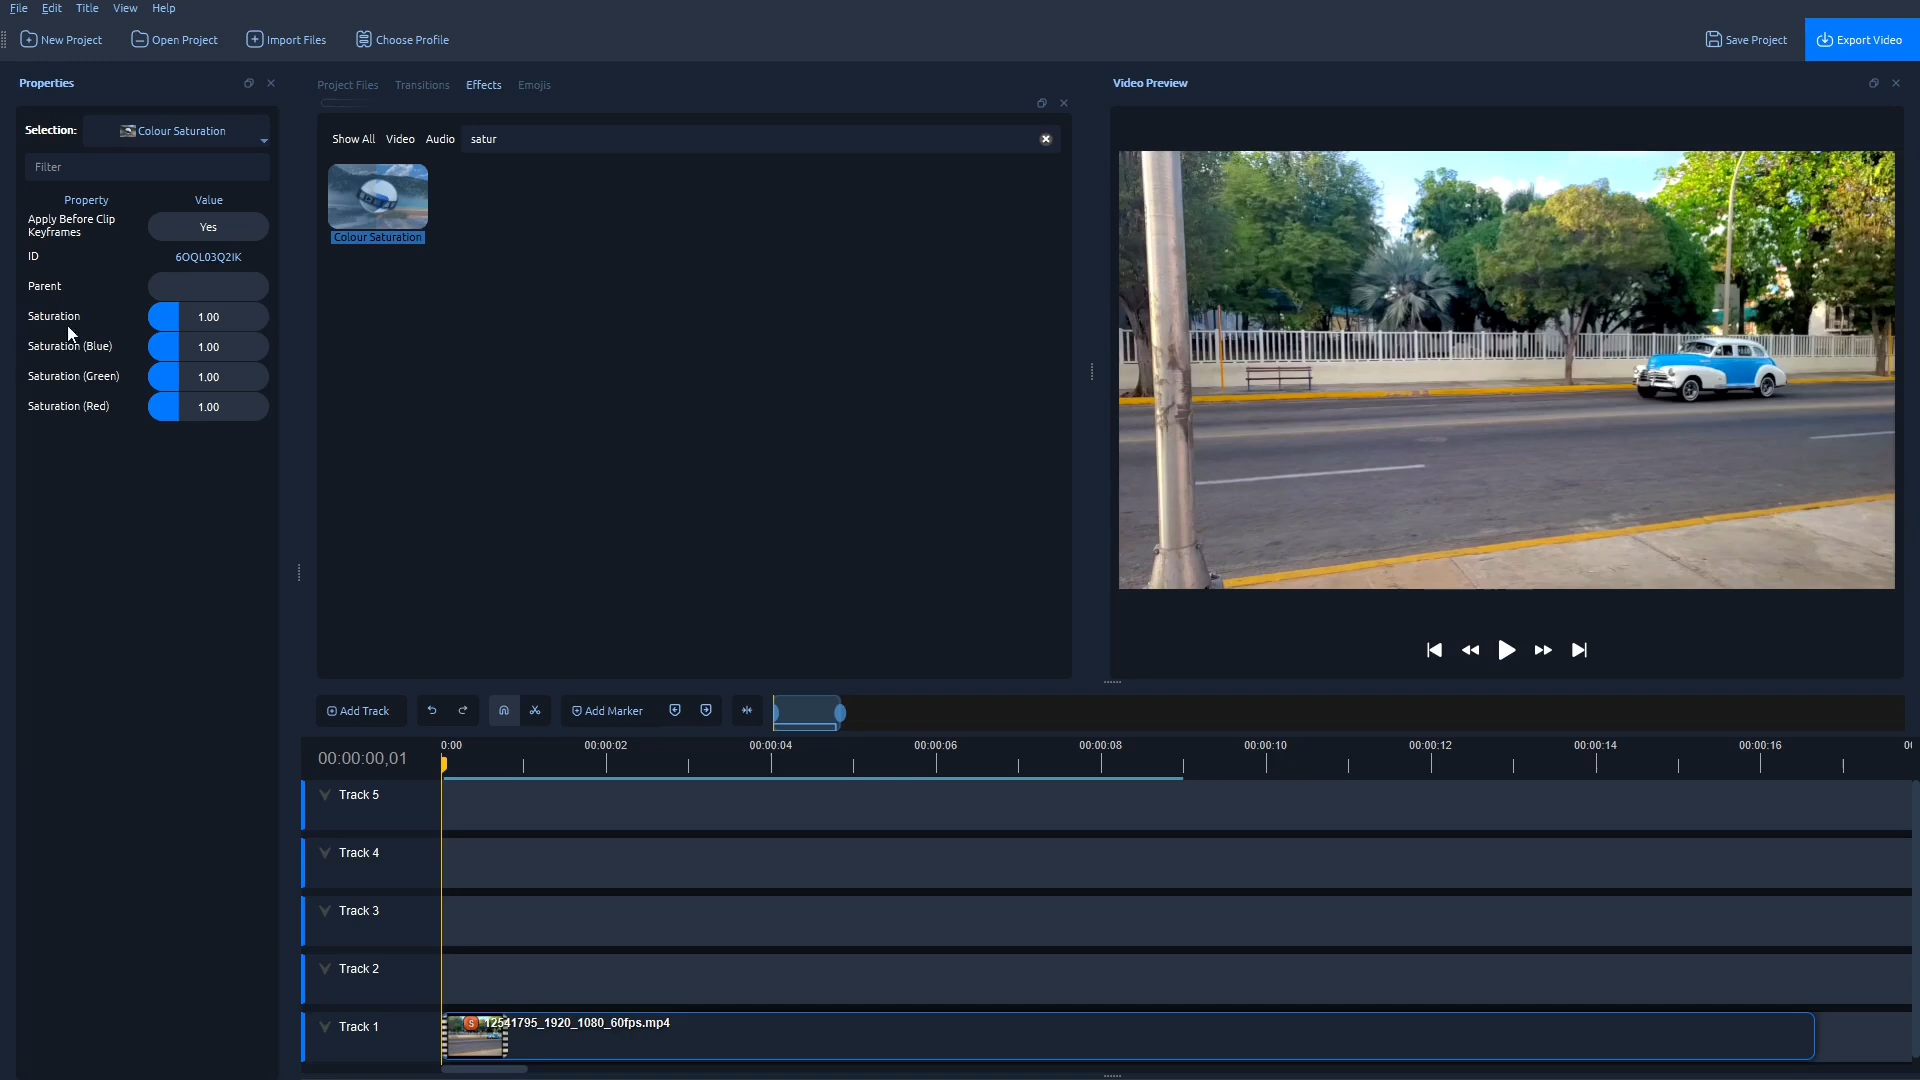 File Edit Title View Help
New Project Open Project Import Files Choose Profile Save Project Export Video
Properties
Selection: Colour Saturation
Filter
Property Value
Apply Before Clip
Keyframes Yes
ID 6OQL03Q2IK
Parent
Saturation 1.00
Saturation (Blue) 1.00
Saturation (Green) 1.00
Saturation (Red) 1.00
Project Files Transitions Effects Emojis
Show All Video Audio satur
Colour Saturation
Video Preview
Add Track Add Marker
00:00:00,01
0:00 00:00:02 00:00:04 00:00:06 00:00:08 00:00:10 00:00:12 00:00:14 00:00:16
Track 5
Track 4
Track 3
Track 2
Track 1
S 12541795_1920_1080_60fps.mp4